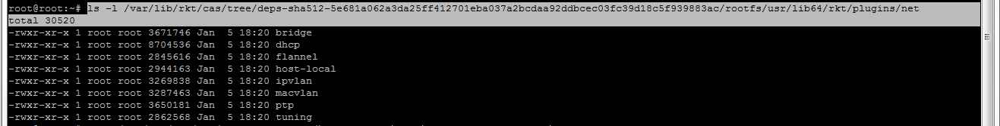 root@root:~# ls -l /var/lib/rkt/cas/tree/deps-sha512-5e681a062a3da25ff412701eba037a2bcdaa92ddbcec03fc39d18c5f939883ac/rootfs/usr/lib64/rkt/plugins/net
total 30520
-rwxr-xr-x 1 root root 3671746 Jan  5 18:20 bridge
-rwxr-xr-x 1 root root 8704536 Jan  5 18:20 dhcp
-rwxr-xr-x 1 root root 2845616 Jan  5 18:20 flannel
-rwxr-xr-x 1 root root 2944163 Jan  5 18:20 host-local
-rwxr-xr-x 1 root root 3269838 Jan  5 18:20 ipvlan
-rwxr-xr-x 1 root root 3287463 Jan  5 18:20 macvlan
-rwxr-xr-x 1 root root 3650181 Jan  5 18:20 ptp
-rwxr-xr-x 1 root root 2862568 Jan  5 18:20 tuning